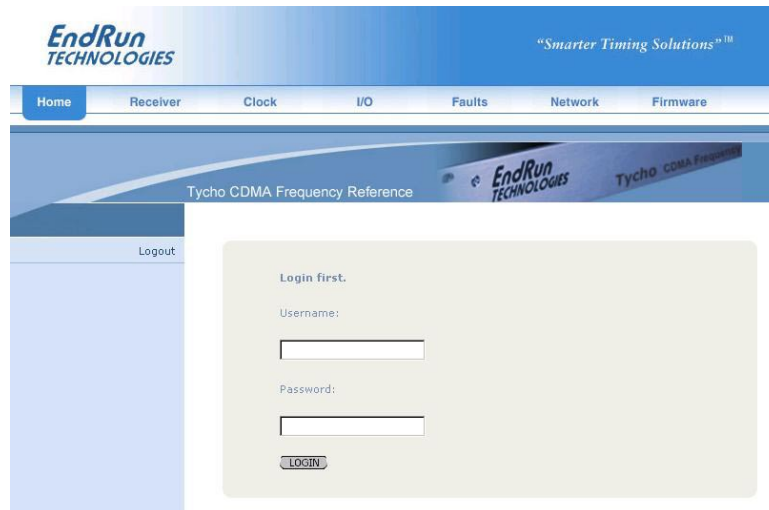 EndRun
TECHNOLOGIES
"Smarter Timing Solutions"™
Home Receiver Clock I/O Faults Network Firmware
Tycho CDMA Frequency Reference
EndRun
TECHNOLOGIES
Tycho CDMA Frequency
Logout
Login first.
Username:
Password:
LOGIN